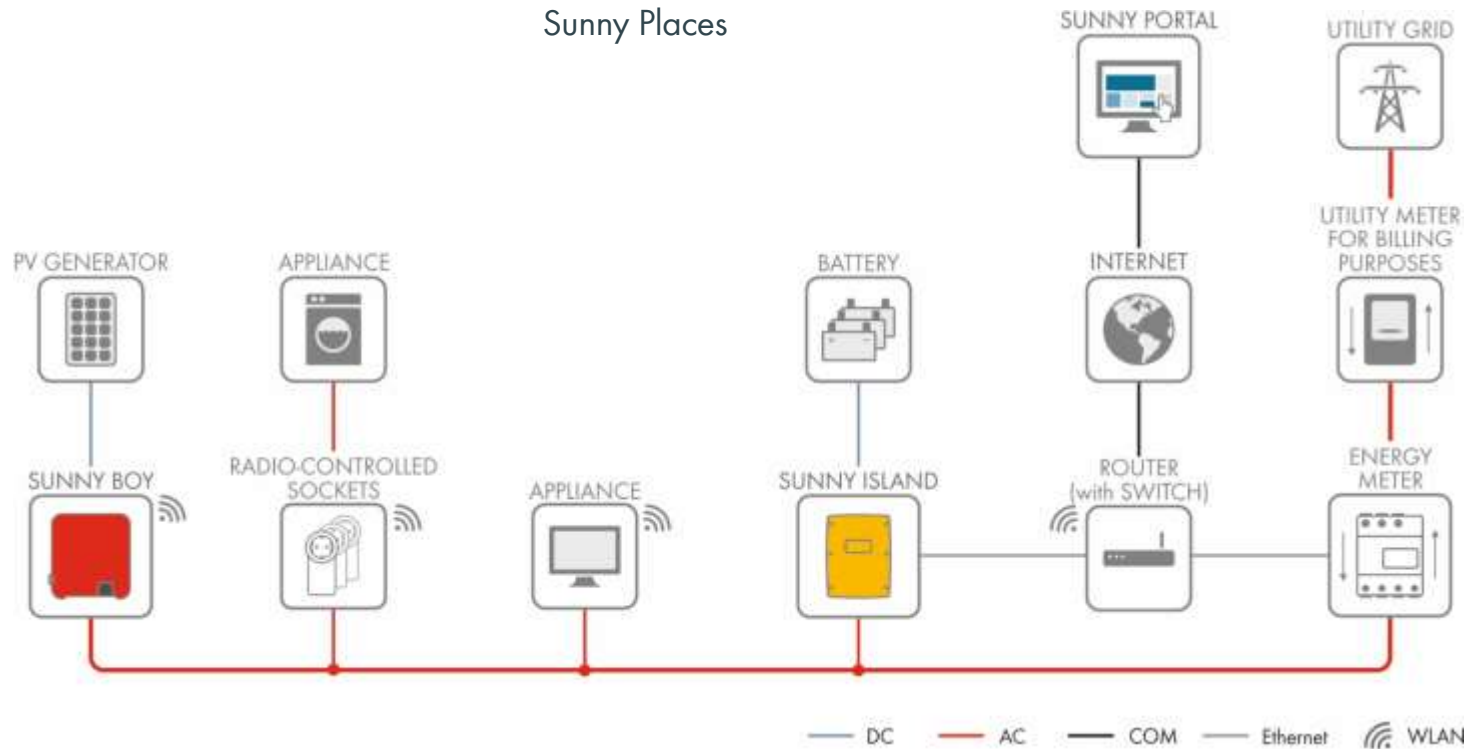 Sunny Places
SUNNY PORTAL
UTILITY GRID
UTILITY METER
FOR BILLING
PURPOSES
PV GENERATOR
APPLIANCE
BATTERY
INTERNET
SUNNY BOY
RADIO-CONTROLLED
SOCKETS
APPLIANCE
SUNNY ISLAND
ROUTER
(with SWITCH)
ENERGY
METER
DC
AC
COM
Ethernet
WLAN